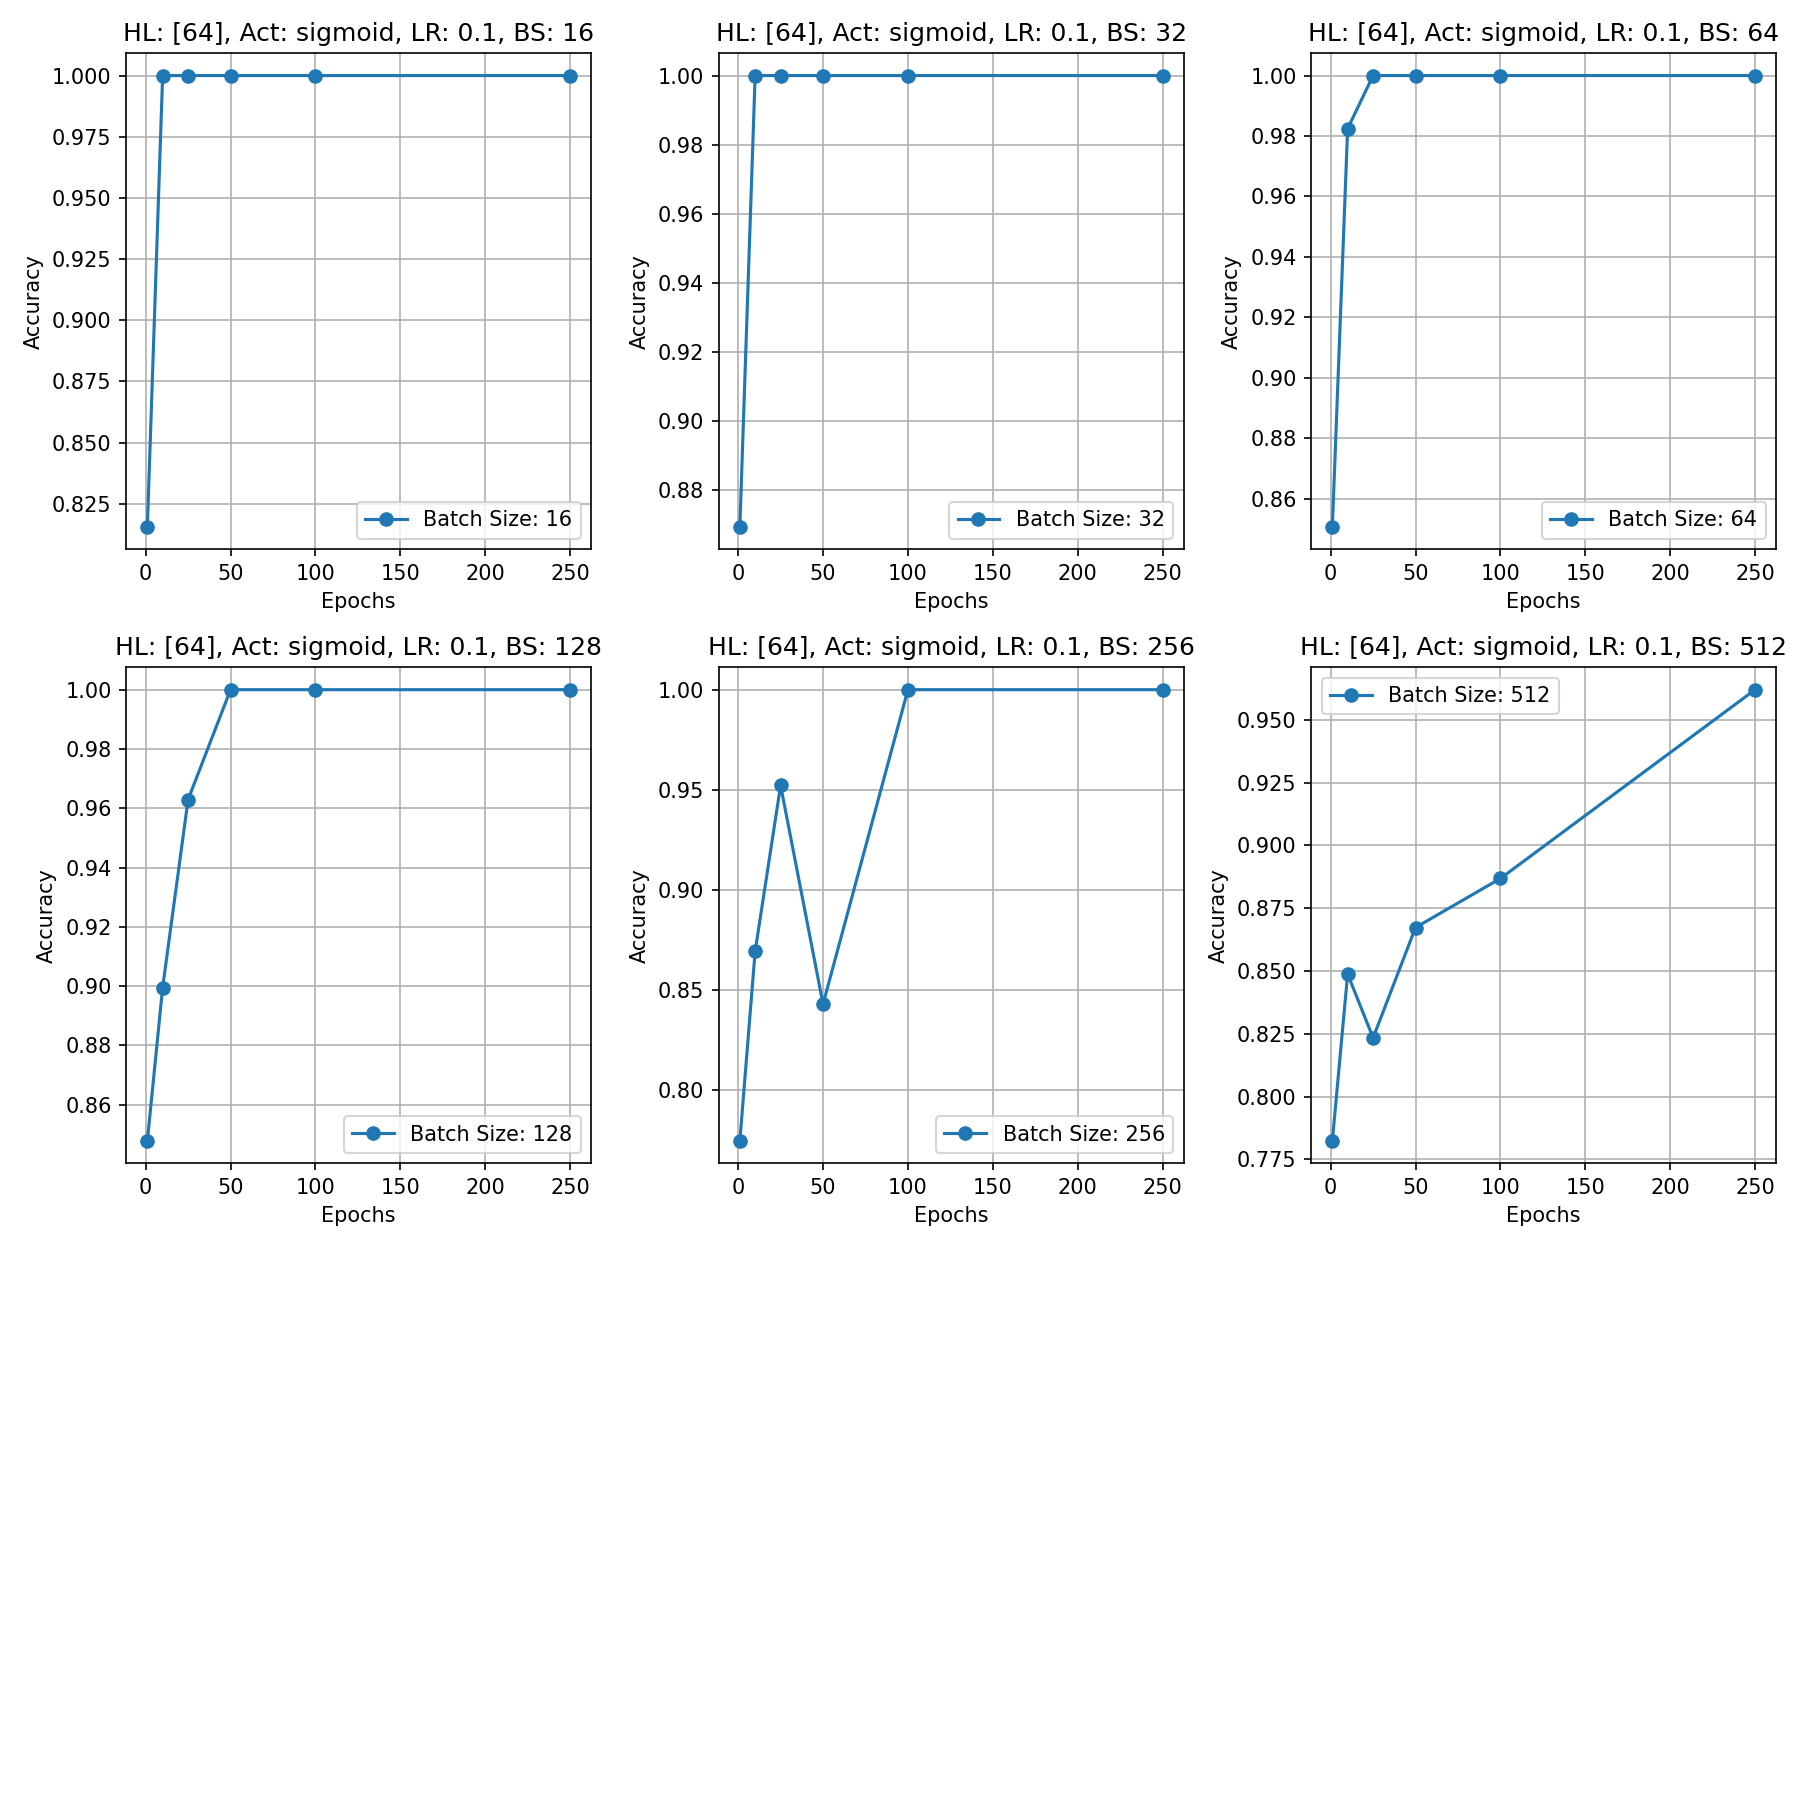 HL: [64], Act: sigmoid, LR: 0.1, BS: 16
1.000
0.975
0.950
0.925
0.900
0.875
0.850
0.825
Accuracy
Batch Size: 16
0 50 100 150 200 250
Epochs
HL: [64], Act: sigmoid, LR: 0.1, BS: 32
1.00
0.98
0.96
0.94
0.92
0.90
0.88
Accuracy
Batch Size: 32
0 50 100 150 200 250
Epochs
HL: [64], Act: sigmoid, LR: 0.1, BS: 64
1.00
0.98
0.96
0.94
0.92
0.90
0.88
0.86
Accuracy
Batch Size: 64
0 50 100 150 200 250
Epochs
HL: [64], Act: sigmoid, LR: 0.1, BS: 128
1.00
0.98
0.96
0.94
0.92
0.90
0.88
0.86
Accuracy
Batch Size: 128
0 50 100 150 200 250
Epochs
HL: [64], Act: sigmoid, LR: 0.1, BS: 256
1.00
0.95
0.90
0.85
0.80
Accuracy
Batch Size: 256
0 50 100 150 200 250
Epochs
HL: [64], Act: sigmoid, LR: 0.1, BS: 512
Batch Size: 512
0.950
0.925
0.900
0.875
0.850
0.825
0.800
0.775
Accuracy
0 50 100 150 200 250
Epochs